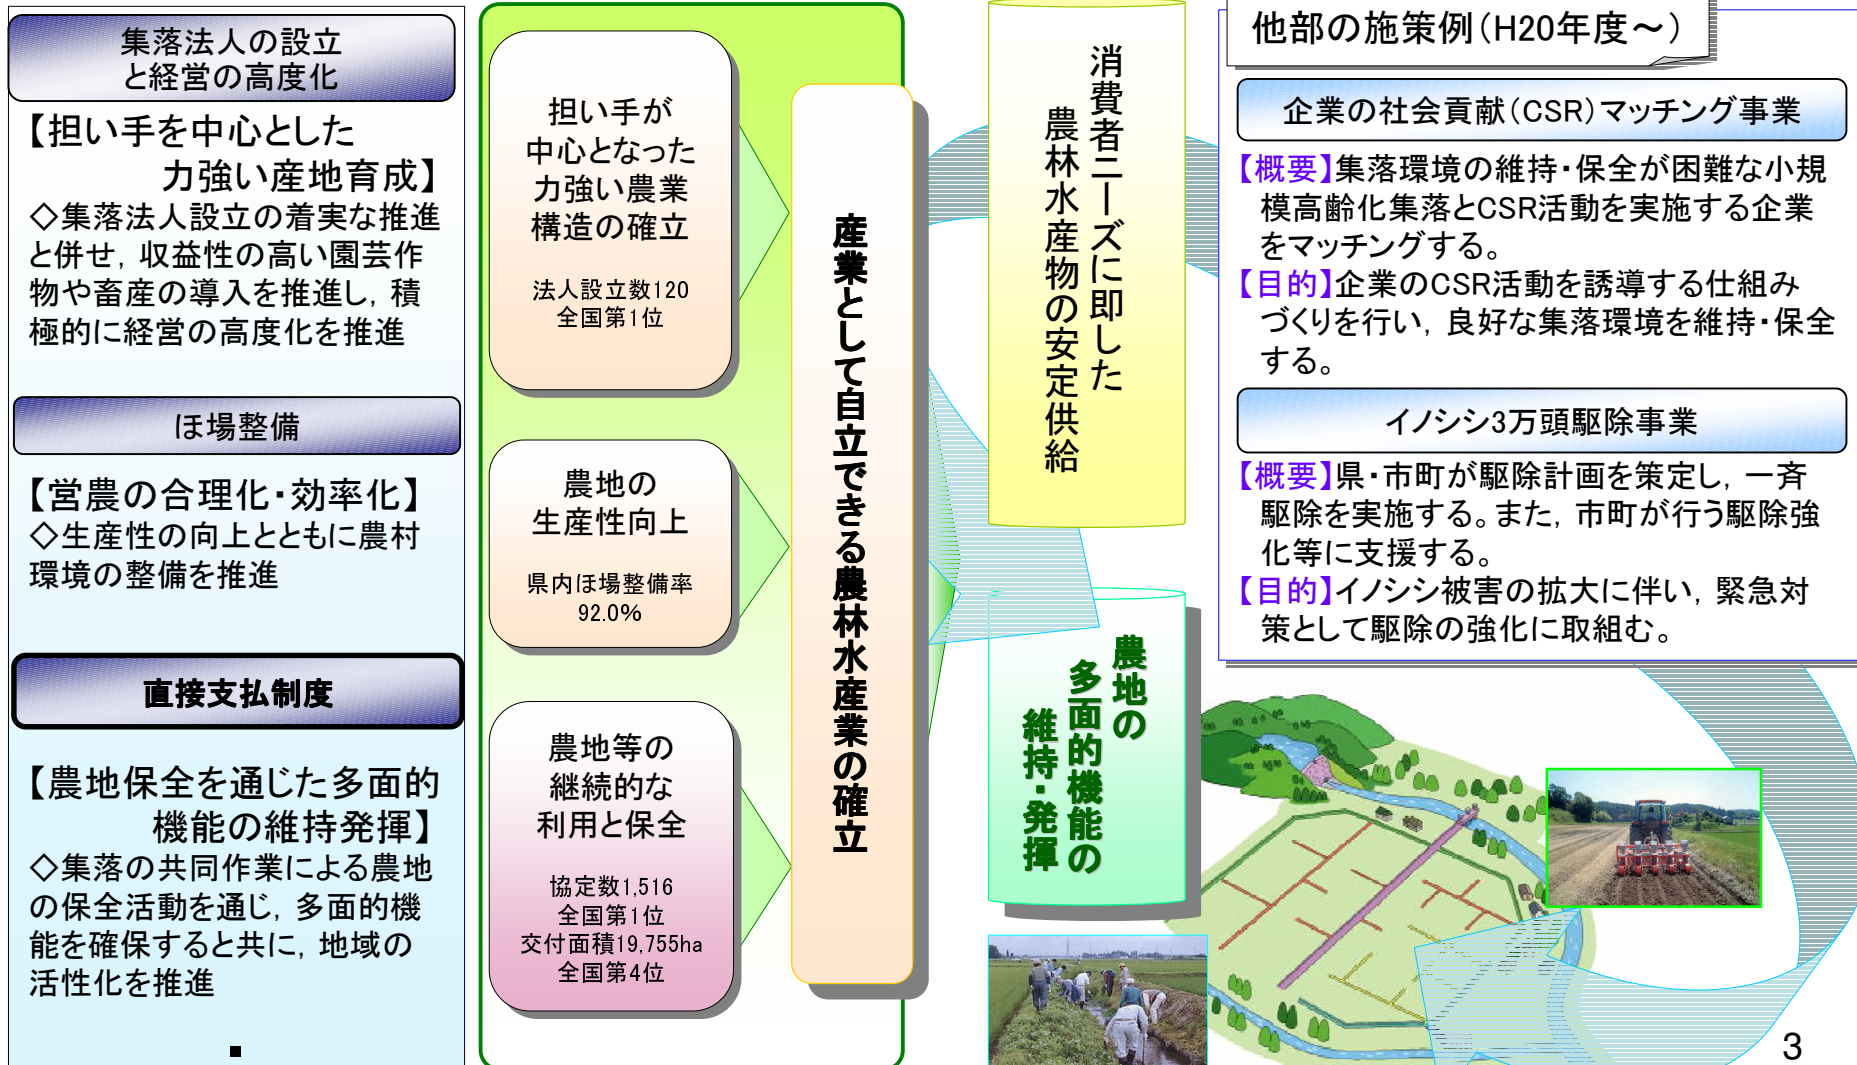 集落法人の設立
と経営の高度化
【担い手を中心とした
力強い産地育成】
◇集落法人設立の着実な推進
と併せ，収益性の高い園芸作
物や畜産の導入を推進し，積
極的に経営の高度化を推進
ほ場整備
【営農の合理化・効率化】
◇生産性の向上とともに農村
環境の整備を推進
直接支払制度
【農地保全を通じた多面的
機能の維持発揮】
◇集落の共同作業による農地
の保全活動を通じ，多面的機
能を確保すると共に，地域の
活性化を推進
担い手が
中心となった
力強い農業
構造の確立
法人設立数120
全国第1位
農地の
生産性向上
県内ほ場整備率
92.0%
農地等の
継続的な
利用と保全
協定数1,516
全国第1位
交付面積19,755ha
全国第4位
産業として自立できる農林水産業の確立
消費者ニーズに即した
農林水産物の安定供給
農地の
多面的機能の
維持・発揮
他部の施策例（H20年度～）
企業の社会貢献（CSR）マッチング事業
【概要】集落環境の維持・保全が困難な小規
模高齢化集落とCSR活動を実施する企業
をマッチングする。
【目的】企業のCSR活動を誘導する仕組み
づくりを行い，良好な集落環境を維持・保全
する。
イノシシ3万頭駆除事業
【概要】県・市町が駆除計画を策定し，一斉
駆除を実施する。また，市町が行う駆除強
化等に支援する。
【目的】イノシシ被害の拡大に伴い，緊急対
策として駆除の強化に取組む。
3